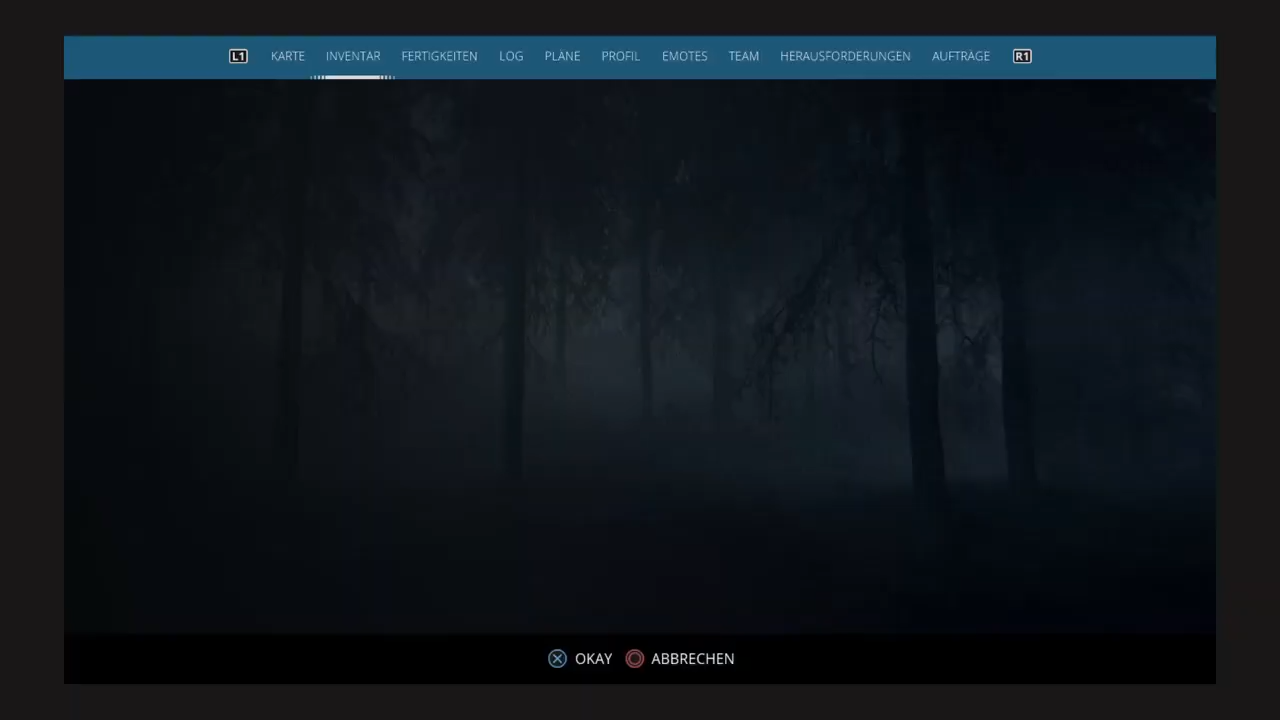 L1 KARTE INVENTAR FERTIGKEITEN LOG PLÄNE PROFIL EMOTES TEAM HERAUSFORDERUNGEN AUFTRÄGE R1
OKAY ABBRECHEN